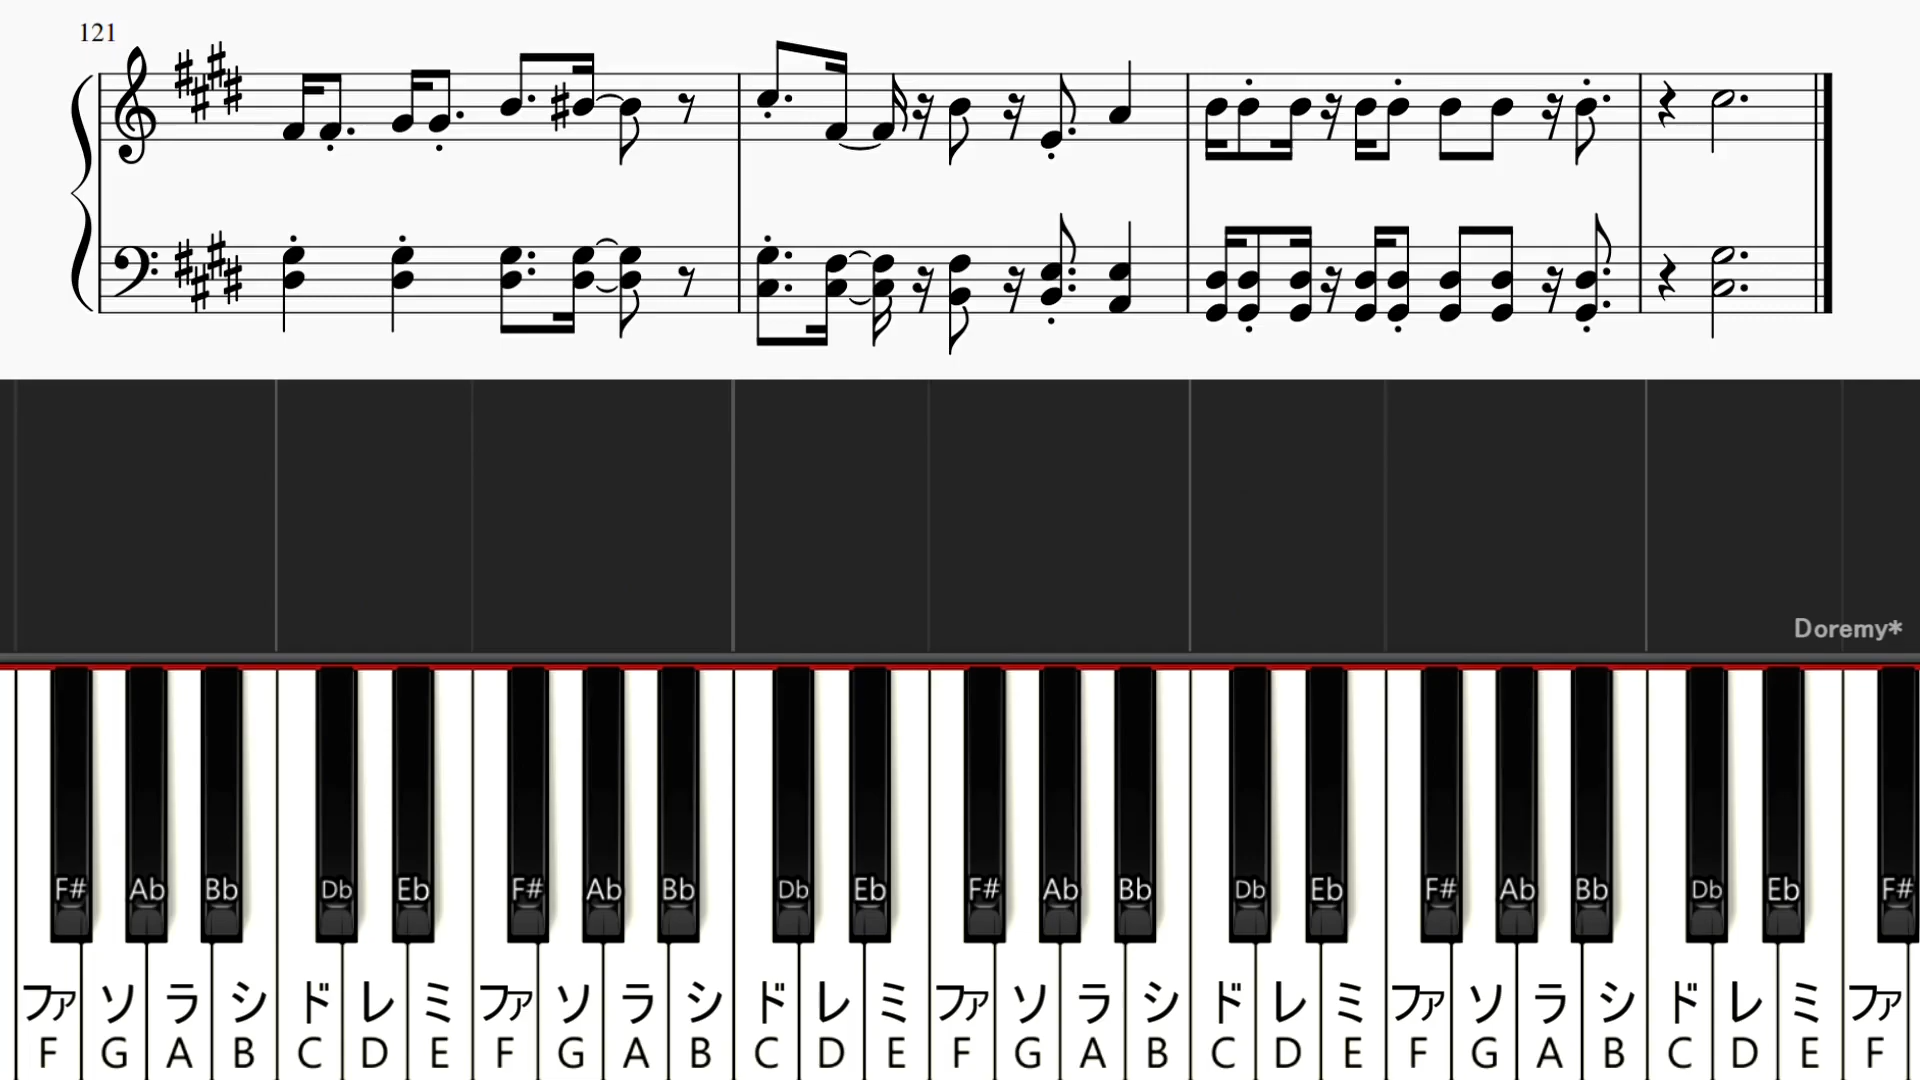 121
Doremy*
F# Ab Bb Db Eb F# Ab Bb Db Eb F# Ab Bb Db Eb F# Ab Bb Db Eb F#
ファ ソ ラ シ ド レ ミ ファ ソ ラ シ ド レ ミ ファ ソ ラ シ ド レ ミ ファ ソ ラ シ ド レ ミ ファ
F G A B C D E F G A B C D E F G A B C D E F G A B C D E F